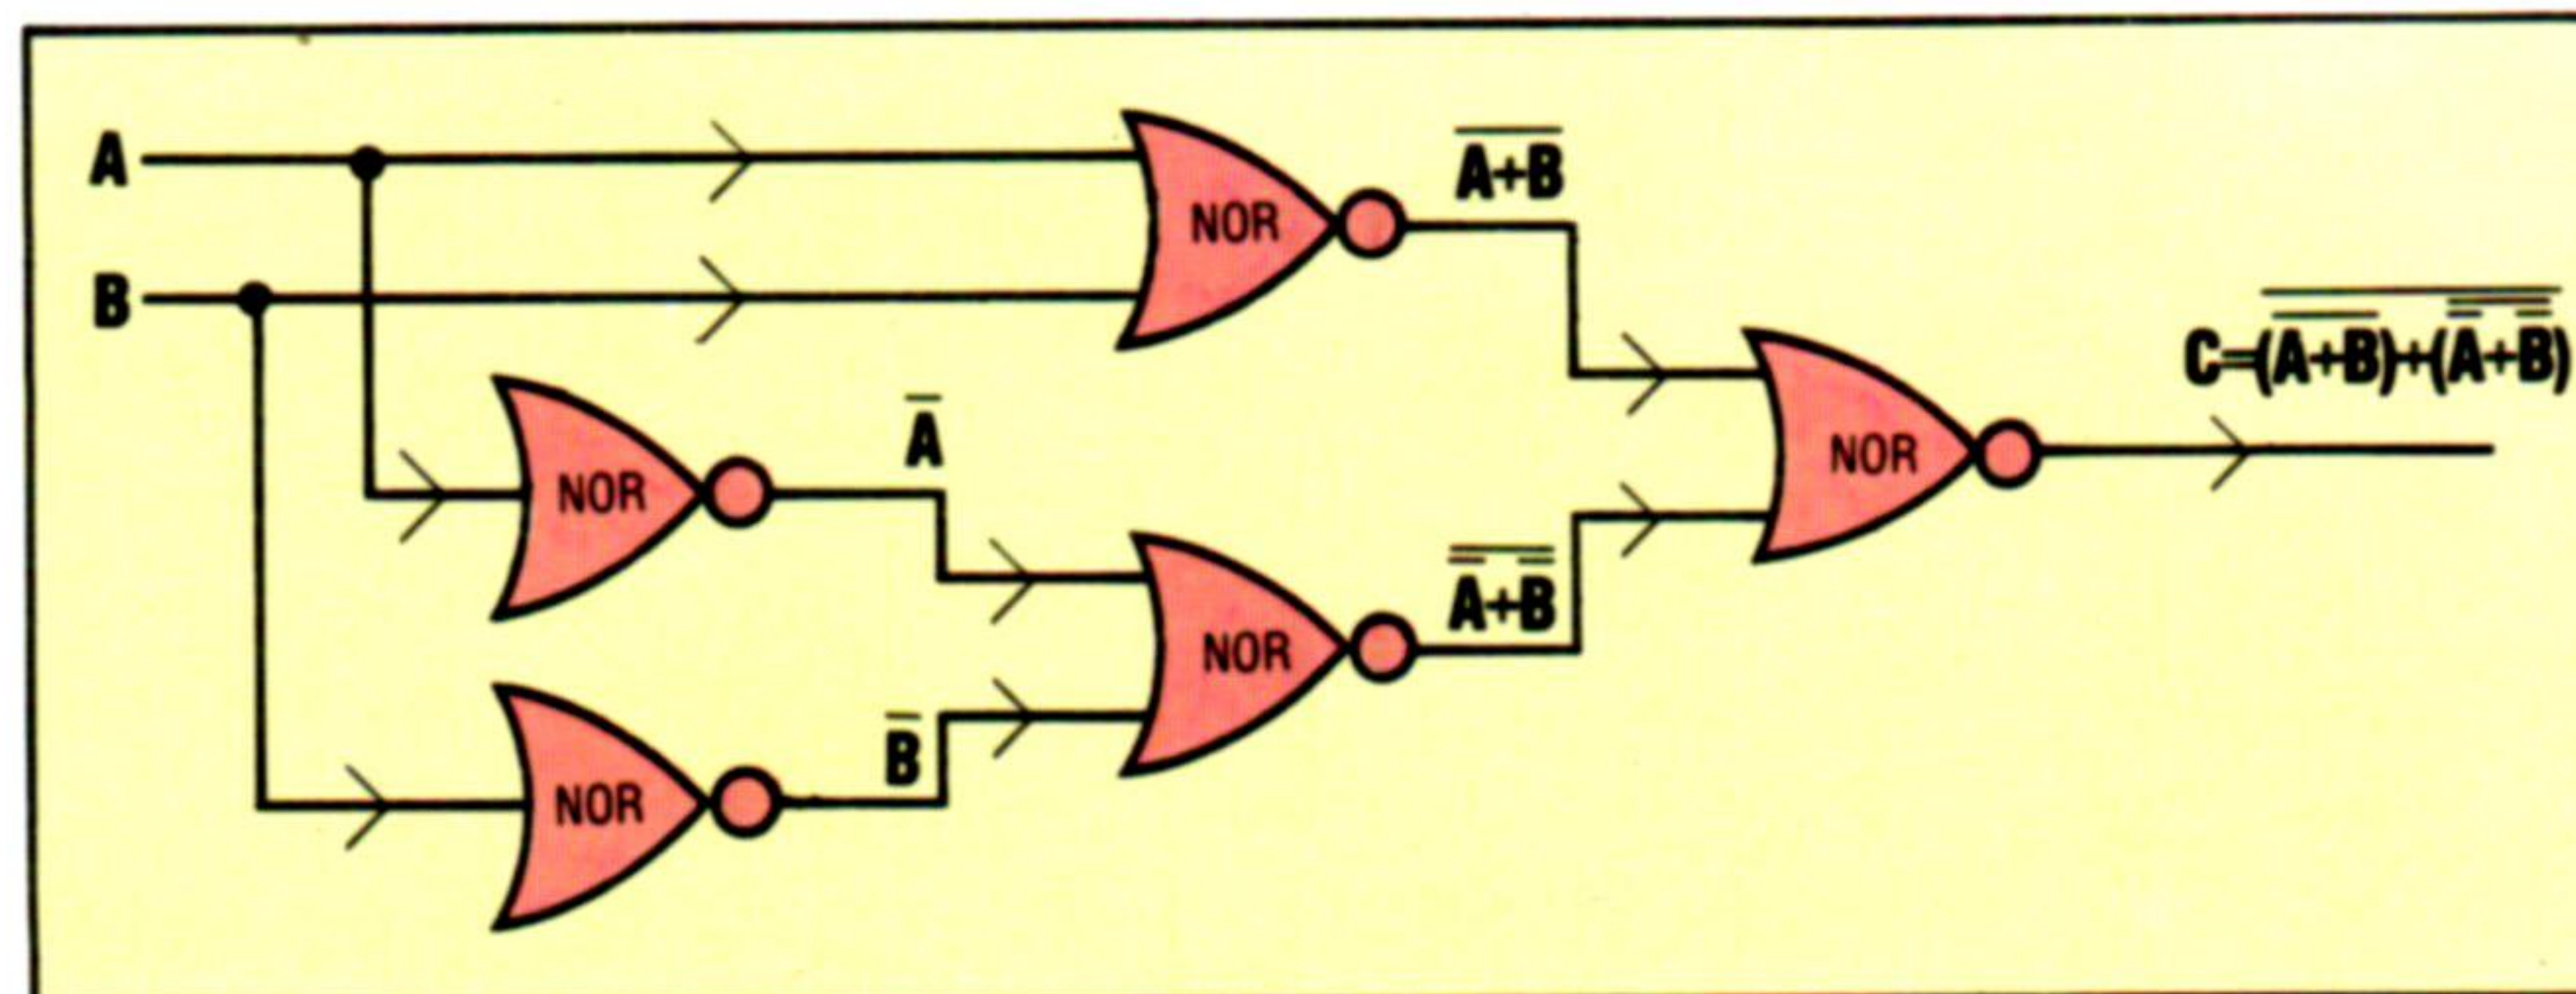 A
B
NOR
A̅+̅B̅
NOR
A̅
NOR
B̅
NOR
A̿+̅B̿
NOR
C=(A̿+̿B̿)+̅(A̿̅+̿B̿̅)